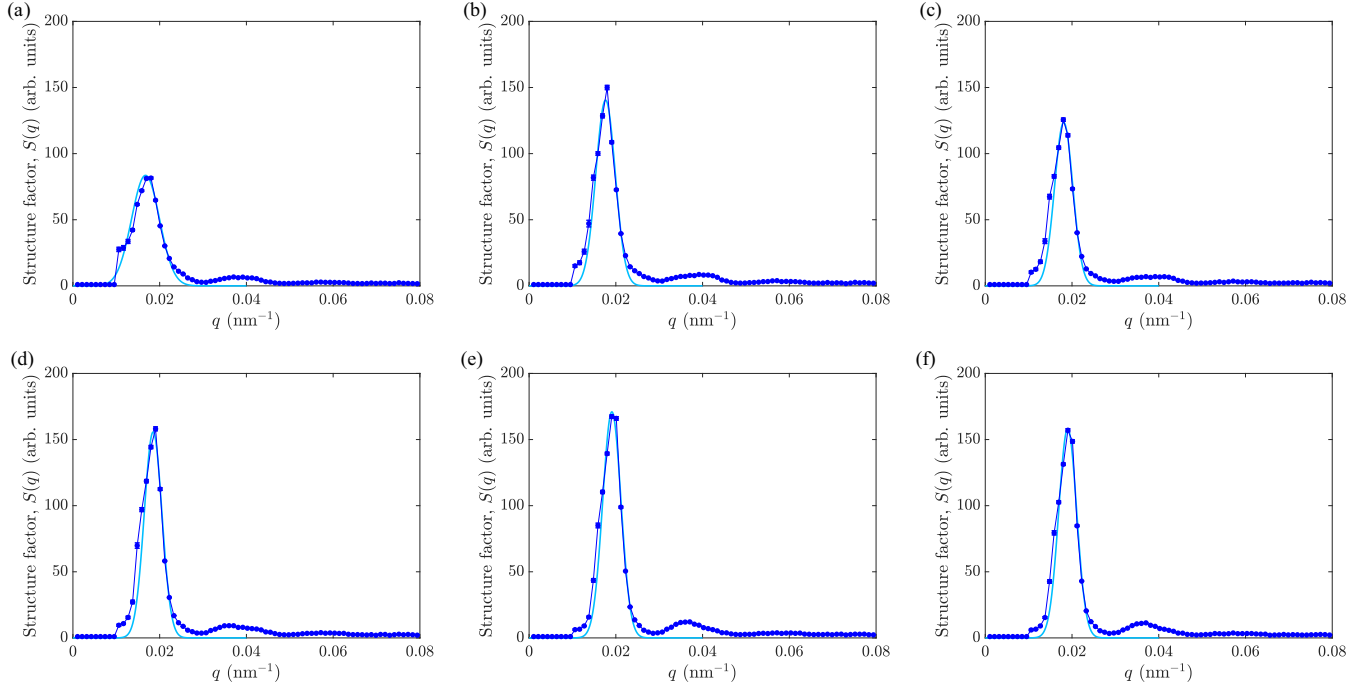 (a)
200
150
100
50
0
Structure factor, S(q) (arb. units)
0 0.02 0.04 0.06 0.08
q (nm⁻¹)
(b)
200
150
100
50
0
Structure factor, S(q) (arb. units)
0 0.02 0.04 0.06 0.08
q (nm⁻¹)
(c)
200
150
100
50
0
Structure factor, S(q) (arb. units)
0 0.02 0.04 0.06 0.08
q (nm⁻¹)
(d)
200
150
100
50
0
Structure factor, S(q) (arb. units)
0 0.02 0.04 0.06 0.08
q (nm⁻¹)
(e)
200
150
100
50
0
Structure factor, S(q) (arb. units)
0 0.02 0.04 0.06 0.08
q (nm⁻¹)
(f)
200
150
100
50
0
Structure factor, S(q) (arb. units)
0 0.02 0.04 0.06 0.08
q (nm⁻¹)